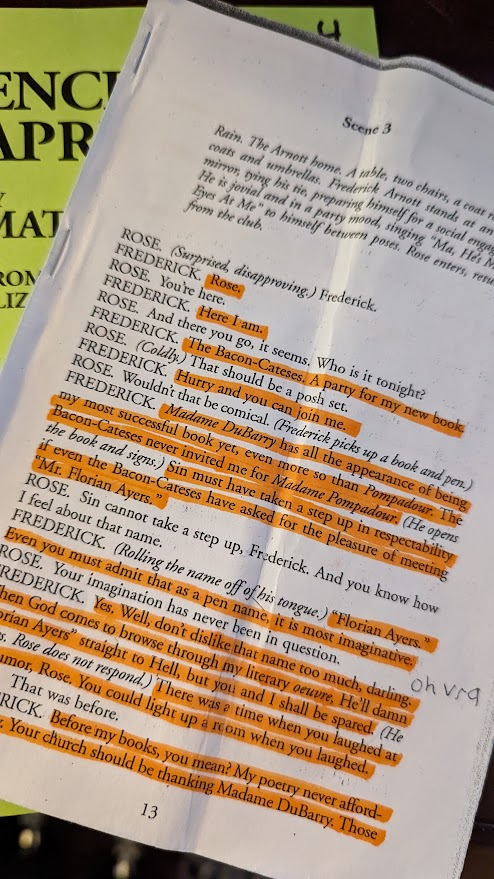 4
ENC
APR
MAT
ROM
LIZ
Scene 3
Rain. The Arnott home. A table, two chairs, a coat
coats and umbrellas. Frederick Arnott stands at an
mirror, tying his tie, preparing himself for a social
He is jovial and in a party mood, singing "Ma, He's
Eyes At Me" to himself between poses. Rose enters,
from the club.
ROSE. (Surprised, disapproving.) Frederick.
FREDERICK. Rose.
ROSE. You're here.
FREDERICK. Here I am.
ROSE. And there you go, it seems. Who is it tonight?
FREDERICK. The Bacon-Cateses. A party for my new book.
ROSE. (Coldly.) That should be a posh set.
FREDERICK. Hurry and you can join me.
ROSE. Wouldn't that be comical. (Frederick picks up a book and pen.)
FREDERICK. Madame DuBarry has all the appearance of being
my most successful book yet, even more so than Pompadour. The
Bacon-Cateses never invited me for Madame Pompadour. (He opens
the book and signs.) Sin must have taken a step up in respectability
if even the Bacon-Cateses have asked for the pleasure of meeting
"Mr. Florian Ayers."
ROSE. Sin cannot take a step up, Frederick. And you know how
I feel about that name.
FREDERICK. (Rolling the name off of his tongue.) "Florian Ayers."
Even you must admit that as a pen name, it is most imaginative.
ROSE. Your imagination has never been in question.
FREDERICK. Yes. Well, don't dislike that name too much, darling.
hen God comes to browse through my literary oeuvre, He'll damn
orian Ayers" straight to Hell, but you and I shall be spared. (He
s. Rose does not respond.) There was a time when you laughed at
umor, Rose. You could light up a room when you laughed.
That was before.
RICK. Before my books, you mean? My poetry never afford-
. Your church should be thanking Madame DuBarry. Those
13